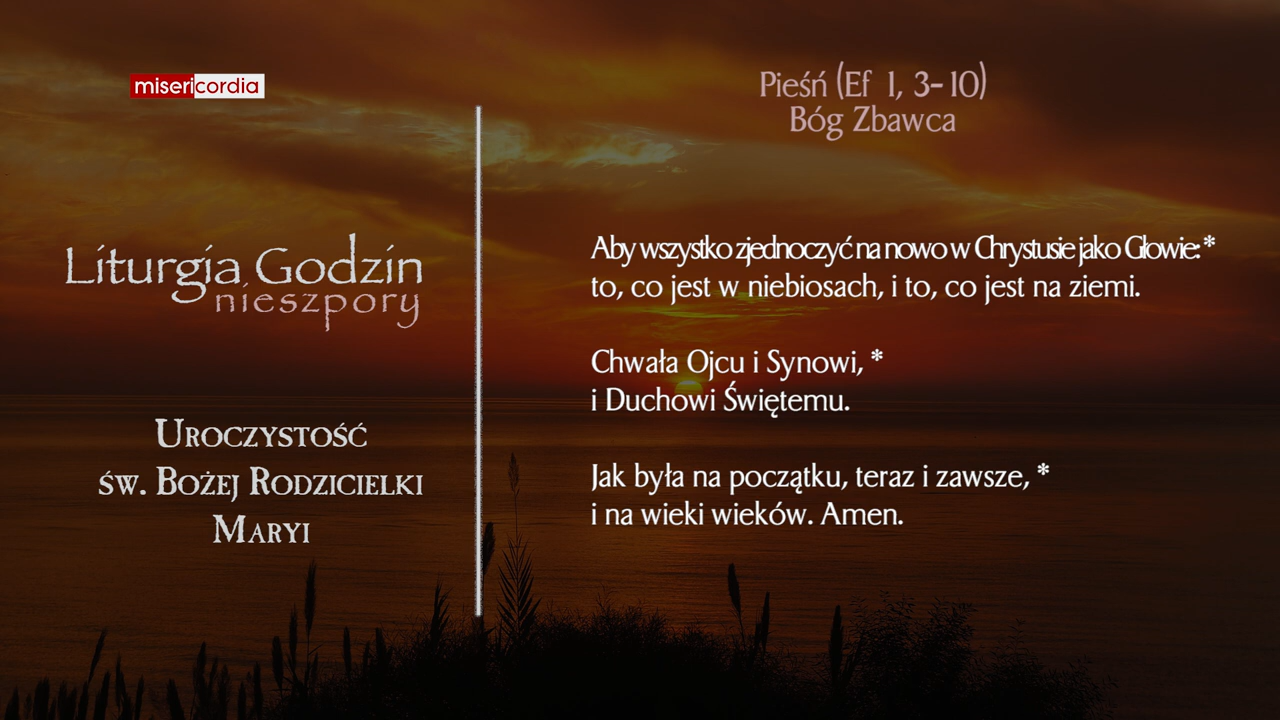 misericordia
Liturgia Godzin
nieszpory
Uroczystość
św. Bożej Rodzicielki
Maryi
Pieśń (Ef 1, 3-10)
Bóg Zbawca
Aby wszystko zjednoczyć na nowo w Chrystusie jako Głowie: *
to, co jest w niebiosach, i to, co jest na ziemi.
Chwała Ojcu i Synowi, *
i Duchowi Świętemu.
Jak była na początku, teraz i zawsze, *
i na wieki wieków. Amen.